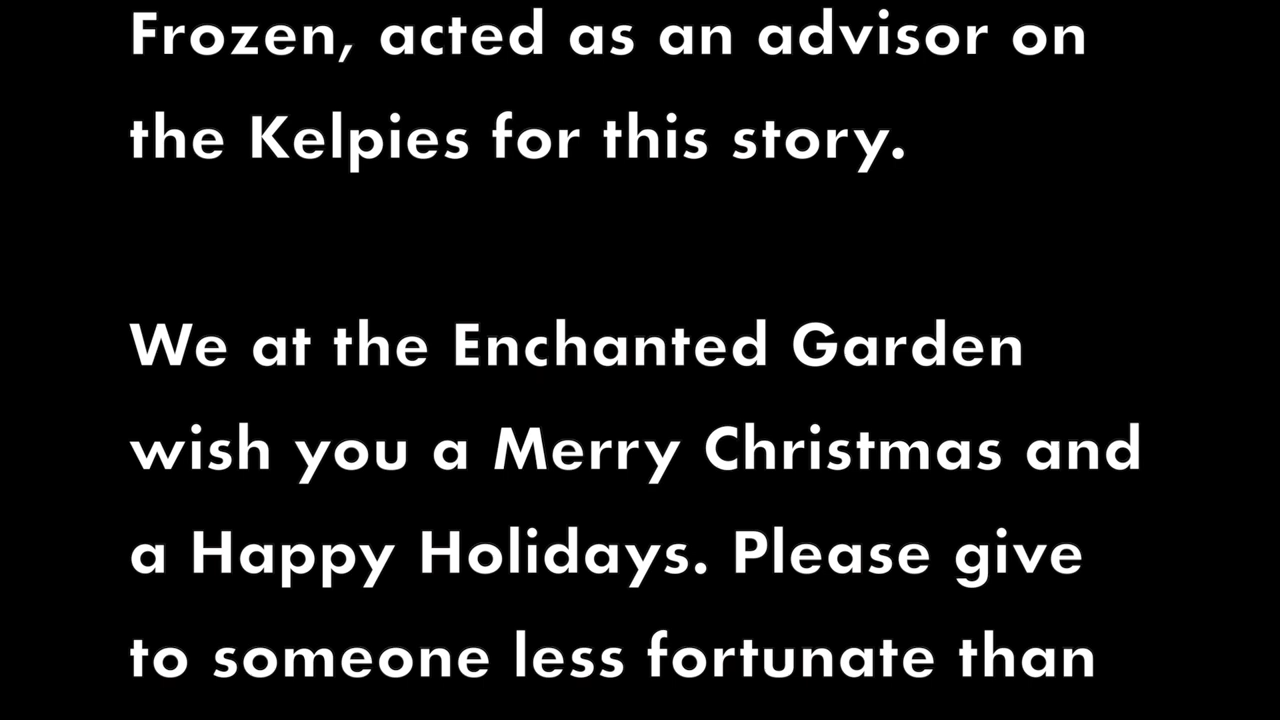 Frozen, acted as an advisor on
the Kelpies for this story.
We at the Enchanted Garden
wish you a Merry Christmas and
a Happy Holidays. Please give
to someone less fortunate than